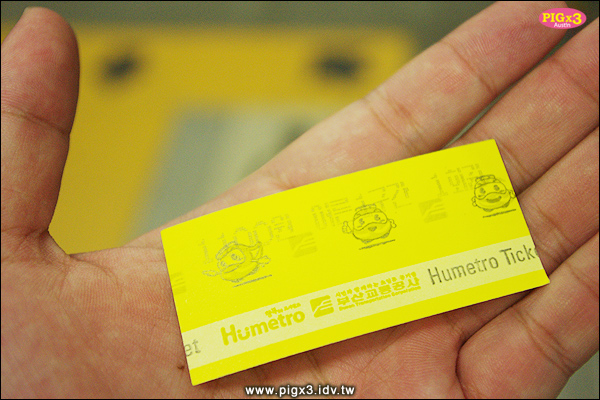 PIGx3
Austin
1100원 어른 1구간 1회권
et Humetro 부산교통공사 Humetro Ticket
www.pigx3.idv.tw